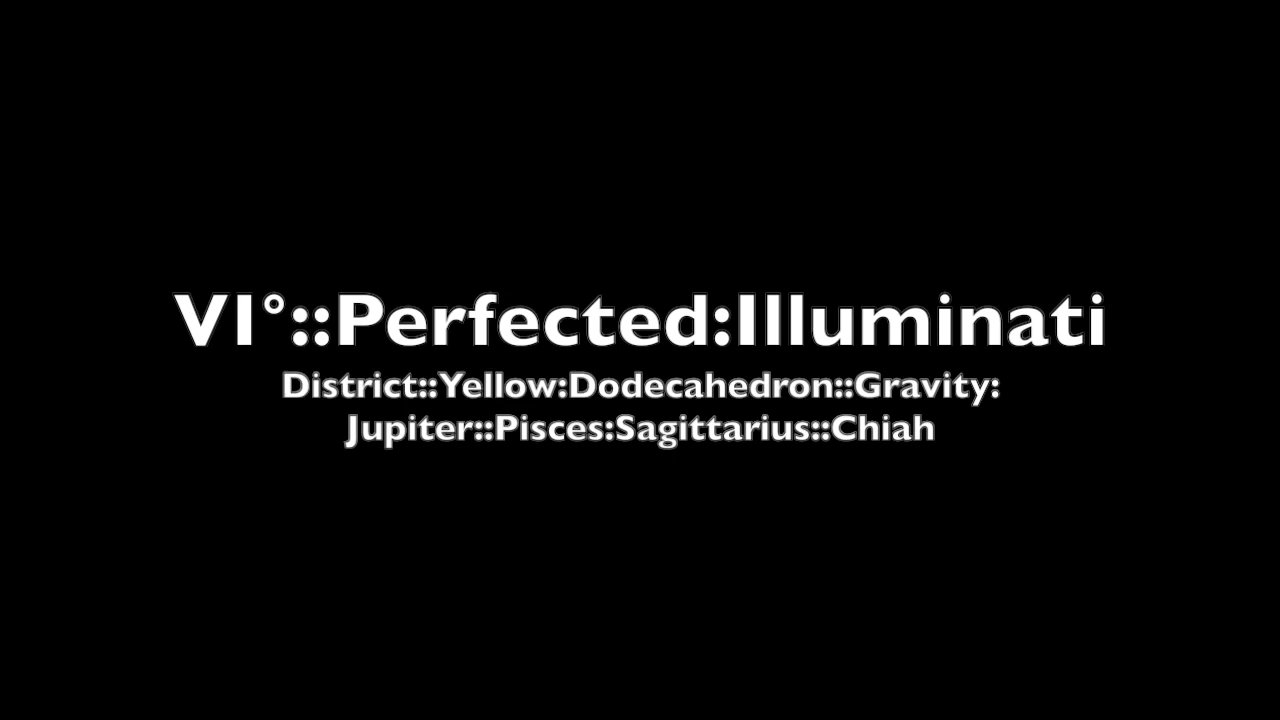 VI°::Perfected:Illuminati
District::Yellow:Dodecahedron::Gravity:
Jupiter::Pisces:Sagittarius::Chiah